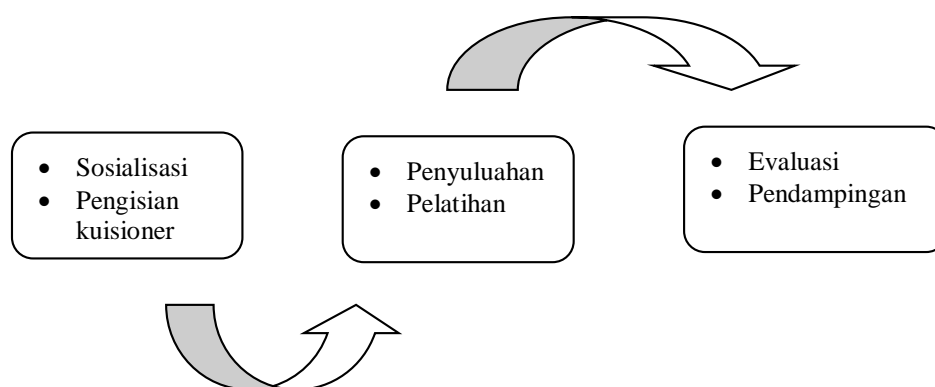 • Sosialisasi
• Pengisian
kuisioner
• Penyuluahan
• Pelatihan
• Evaluasi
• Pendampingan